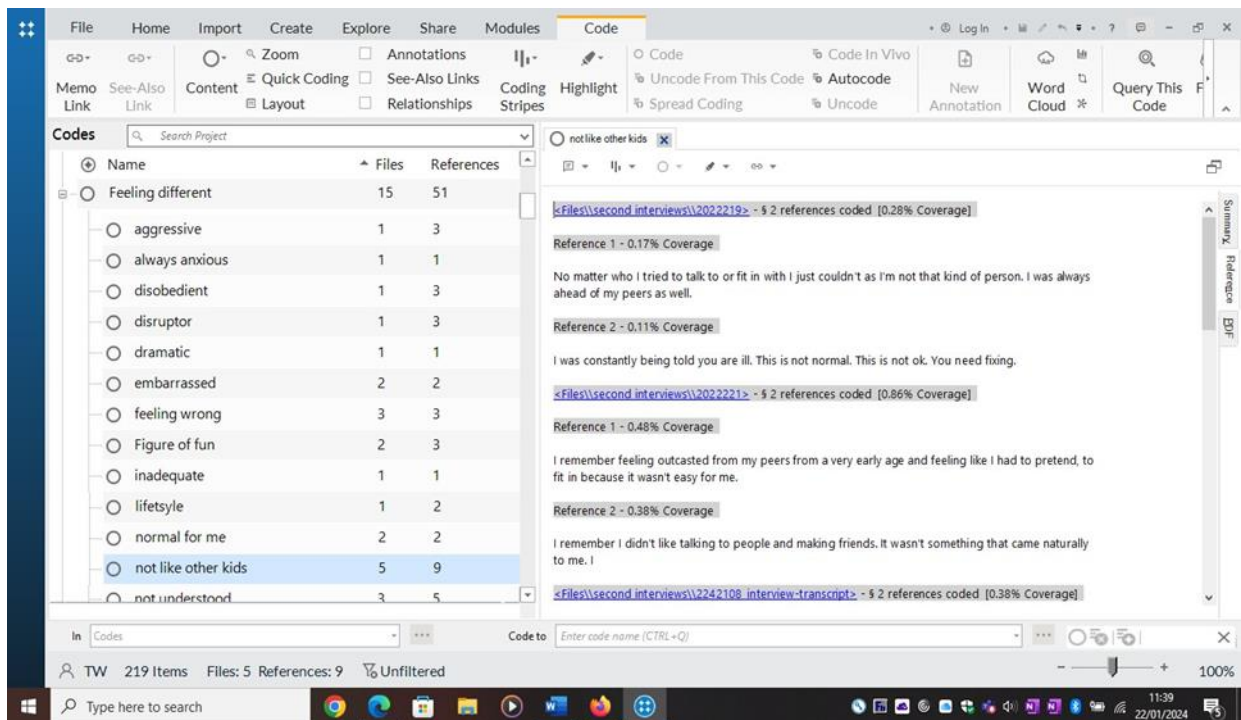 File Home Import Create Explore Share Modules Code Log In ?
Zoom Annotations Code Code In Vivo
Quick Coding See-Also Links Uncode From This Code Autocode
Layout Relationships Spread Coding Uncode
Memo Link See-Also Link Content Coding Stripes Highlight New Annotation Word Cloud Query This Code F
Codes Search Project
Name Files References
Feeling different 15 51
aggressive 1 3
always anxious 1 1
disobedient 1 3
disruptor 1 3
dramatic 1 1
embarrassed 2 2
feeling wrong 3 3
Figure of fun 2 3
inadequate 1 1
lifetsyle 1 2
normal for me 2 2
not like other kids 5 9
not understood 3 5
not like other kids
<Files\\second interviews\\2022219> - § 2 references coded [0.28% Coverage]
Reference 1 - 0.17% Coverage
No matter who I tried to talk to or fit in with I just couldn't as I'm not that kind of person. I was always
ahead of my peers as well.
Reference 2 - 0.11% Coverage
I was constantly being told you are ill. This is not normal. This is not ok. You need fixing.
<Files\\second interviews\\2022221> - § 2 references coded [0.86% Coverage]
Reference 1 - 0.48% Coverage
I remember feeling outcasted from my peers from a very early age and feeling like I had to pretend, to
fit in because it wasn't easy for me.
Reference 2 - 0.38% Coverage
I remember I didn't like talking to people and making friends. It wasn't something that came naturally
to me. I
<Files\\second interviews\\2242108 interview-transcript> - § 2 references coded [0.38% Coverage]
Summary
Reference
PDF
In Codes Code to Enter code name (CTRL+Q)
TW 219 Items Files: 5 References: 9 Unfiltered 100%
Type here to search 11:39
22/01/2024